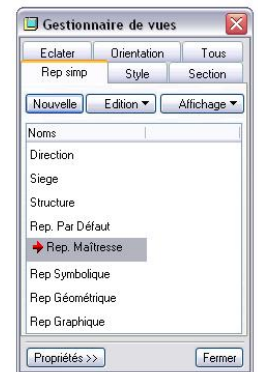 Gestionnaire de vues
Eclater Orientation Tous
Rep simp Style Section
Nouvelle Edition Affichage
Noms
Direction
Siege
Structure
Rep. Par Défaut
Rep. Maîtresse
Rep Symbolique
Rep Géométrique
Rep Graphique
Propriétés >> Fermer